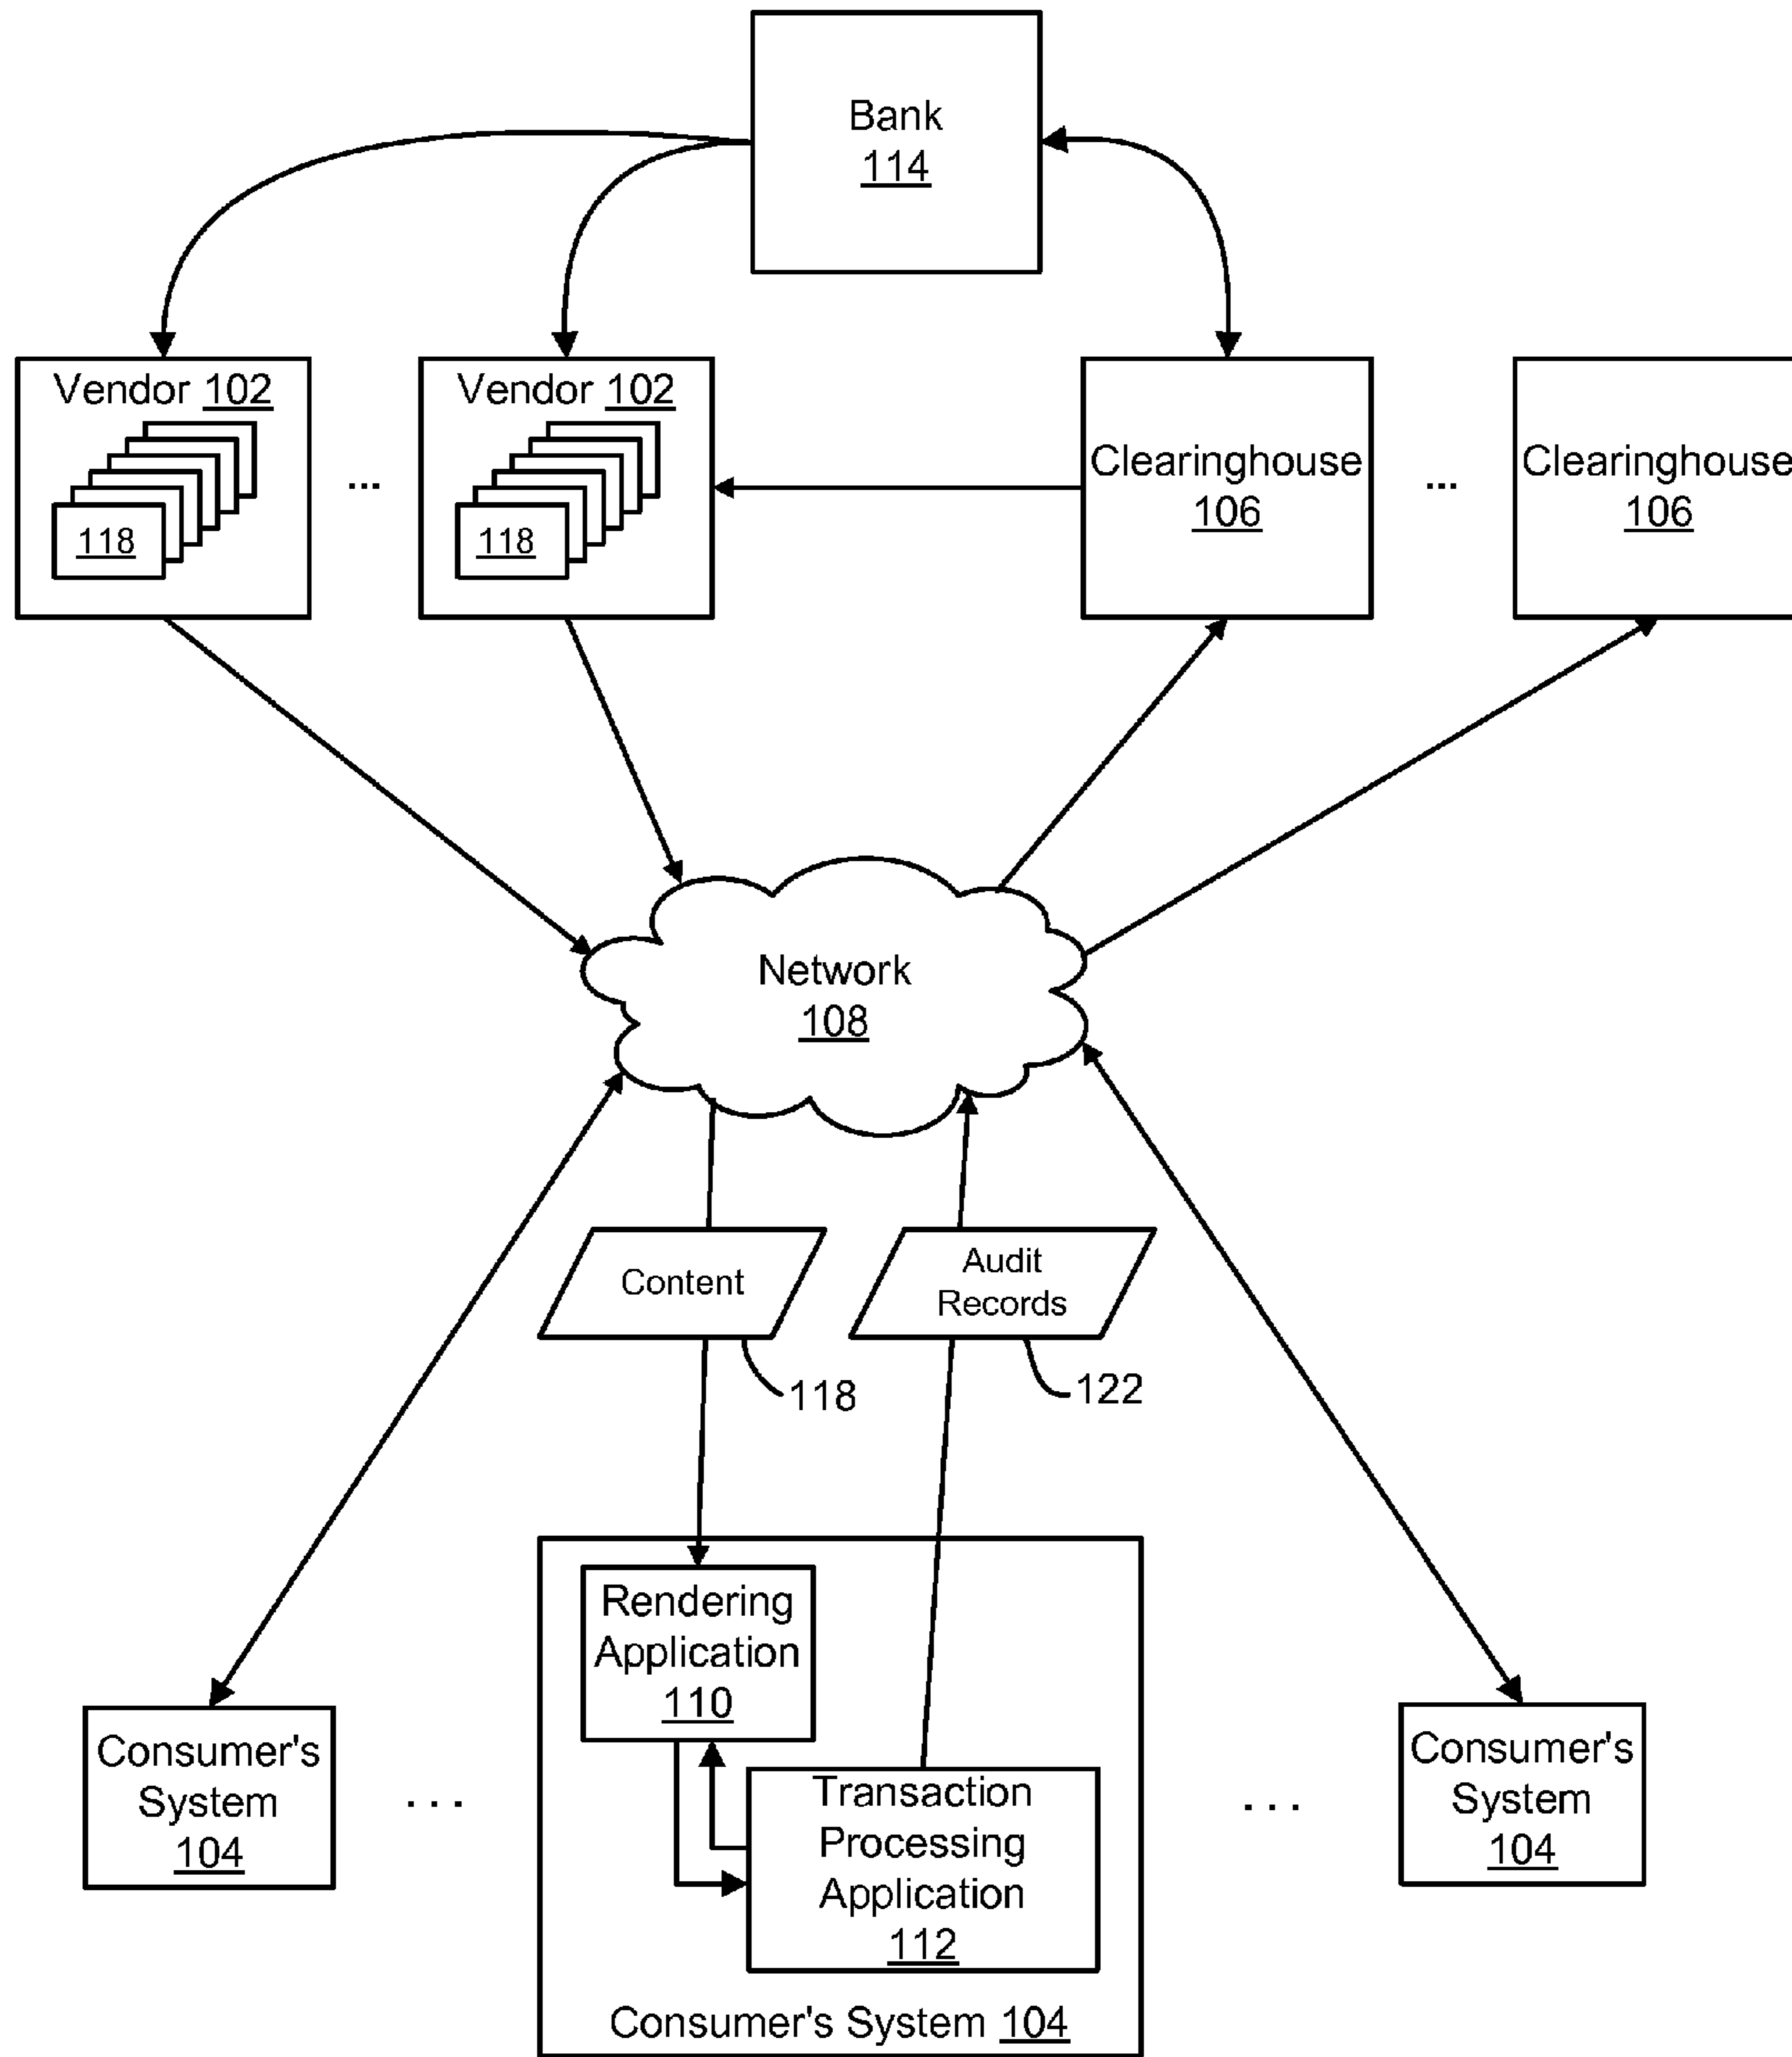 Bank
114
Vendor 102
118
...
Vendor 102
118
Clearinghouse
106
...
Clearinghouse
106
Network
108
Content
118
Audit
Records
122
Rendering
Application
110
Transaction
Processing
Application
112
Consumer's System 104
Consumer's
System
104
. . .
. . .
Consumer's
System
104